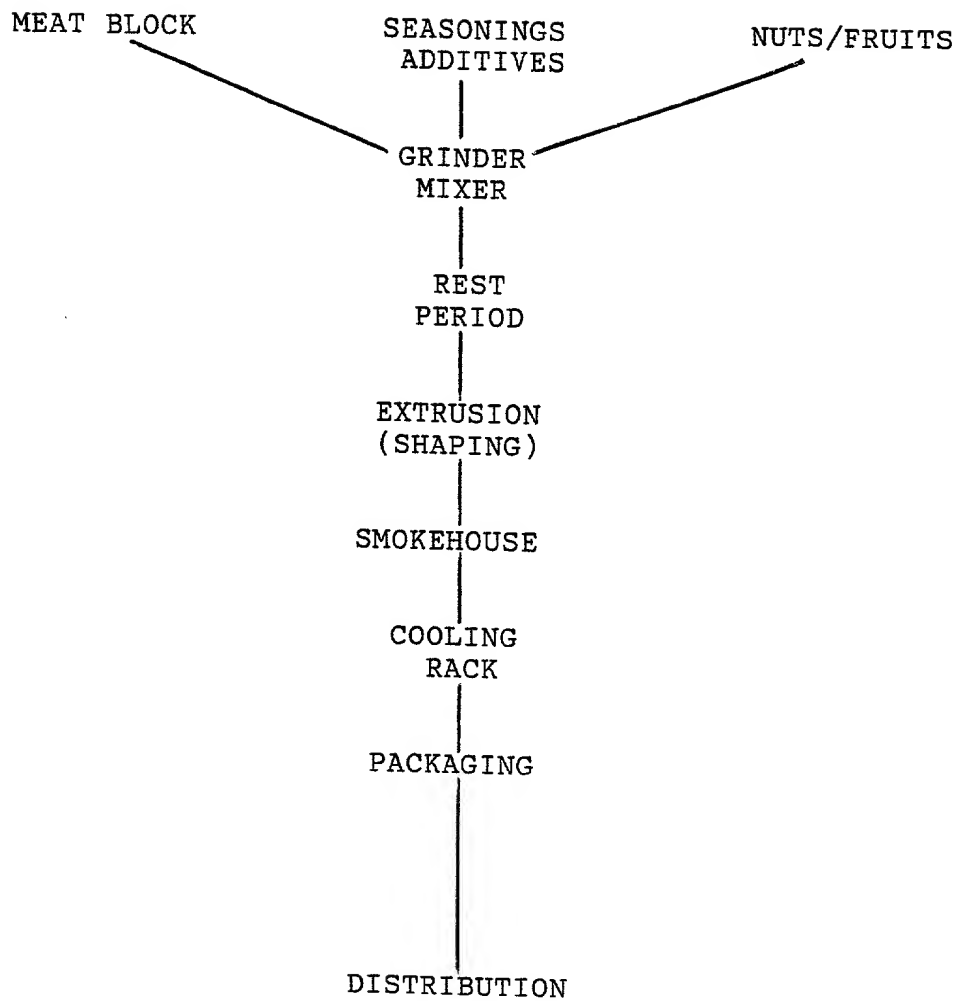 MEAT BLOCK
SEASONINGS
ADDITIVES
NUTS/FRUITS
GRINDER
MIXER
REST
PERIOD
EXTRUSION
(SHAPING)
SMOKEHOUSE
COOLING
RACK
PACKAGING
DISTRIBUTION